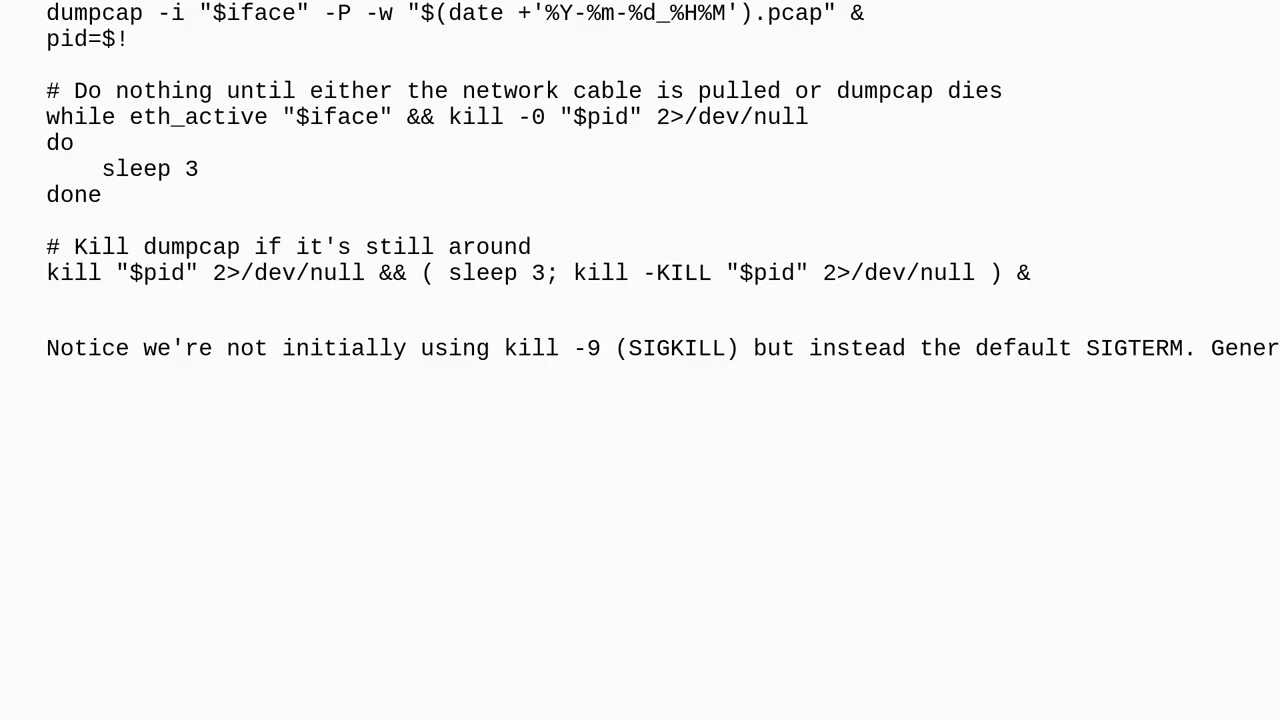 dumpcap -i "$iface" -P -w "$(date +'%Y-%m-%d_%H%M').pcap" &
pid=$!
# Do nothing until either the network cable is pulled or dumpcap dies
while eth_active "$iface" && kill -0 "$pid" 2>/dev/null
do
    sleep 3
done
# Kill dumpcap if it's still around
kill "$pid" 2>/dev/null && ( sleep 3; kill -KILL "$pid" 2>/dev/null ) &
Notice we're not initially using kill -9 (SIGKILL) but instead the default SIGTERM. Gener